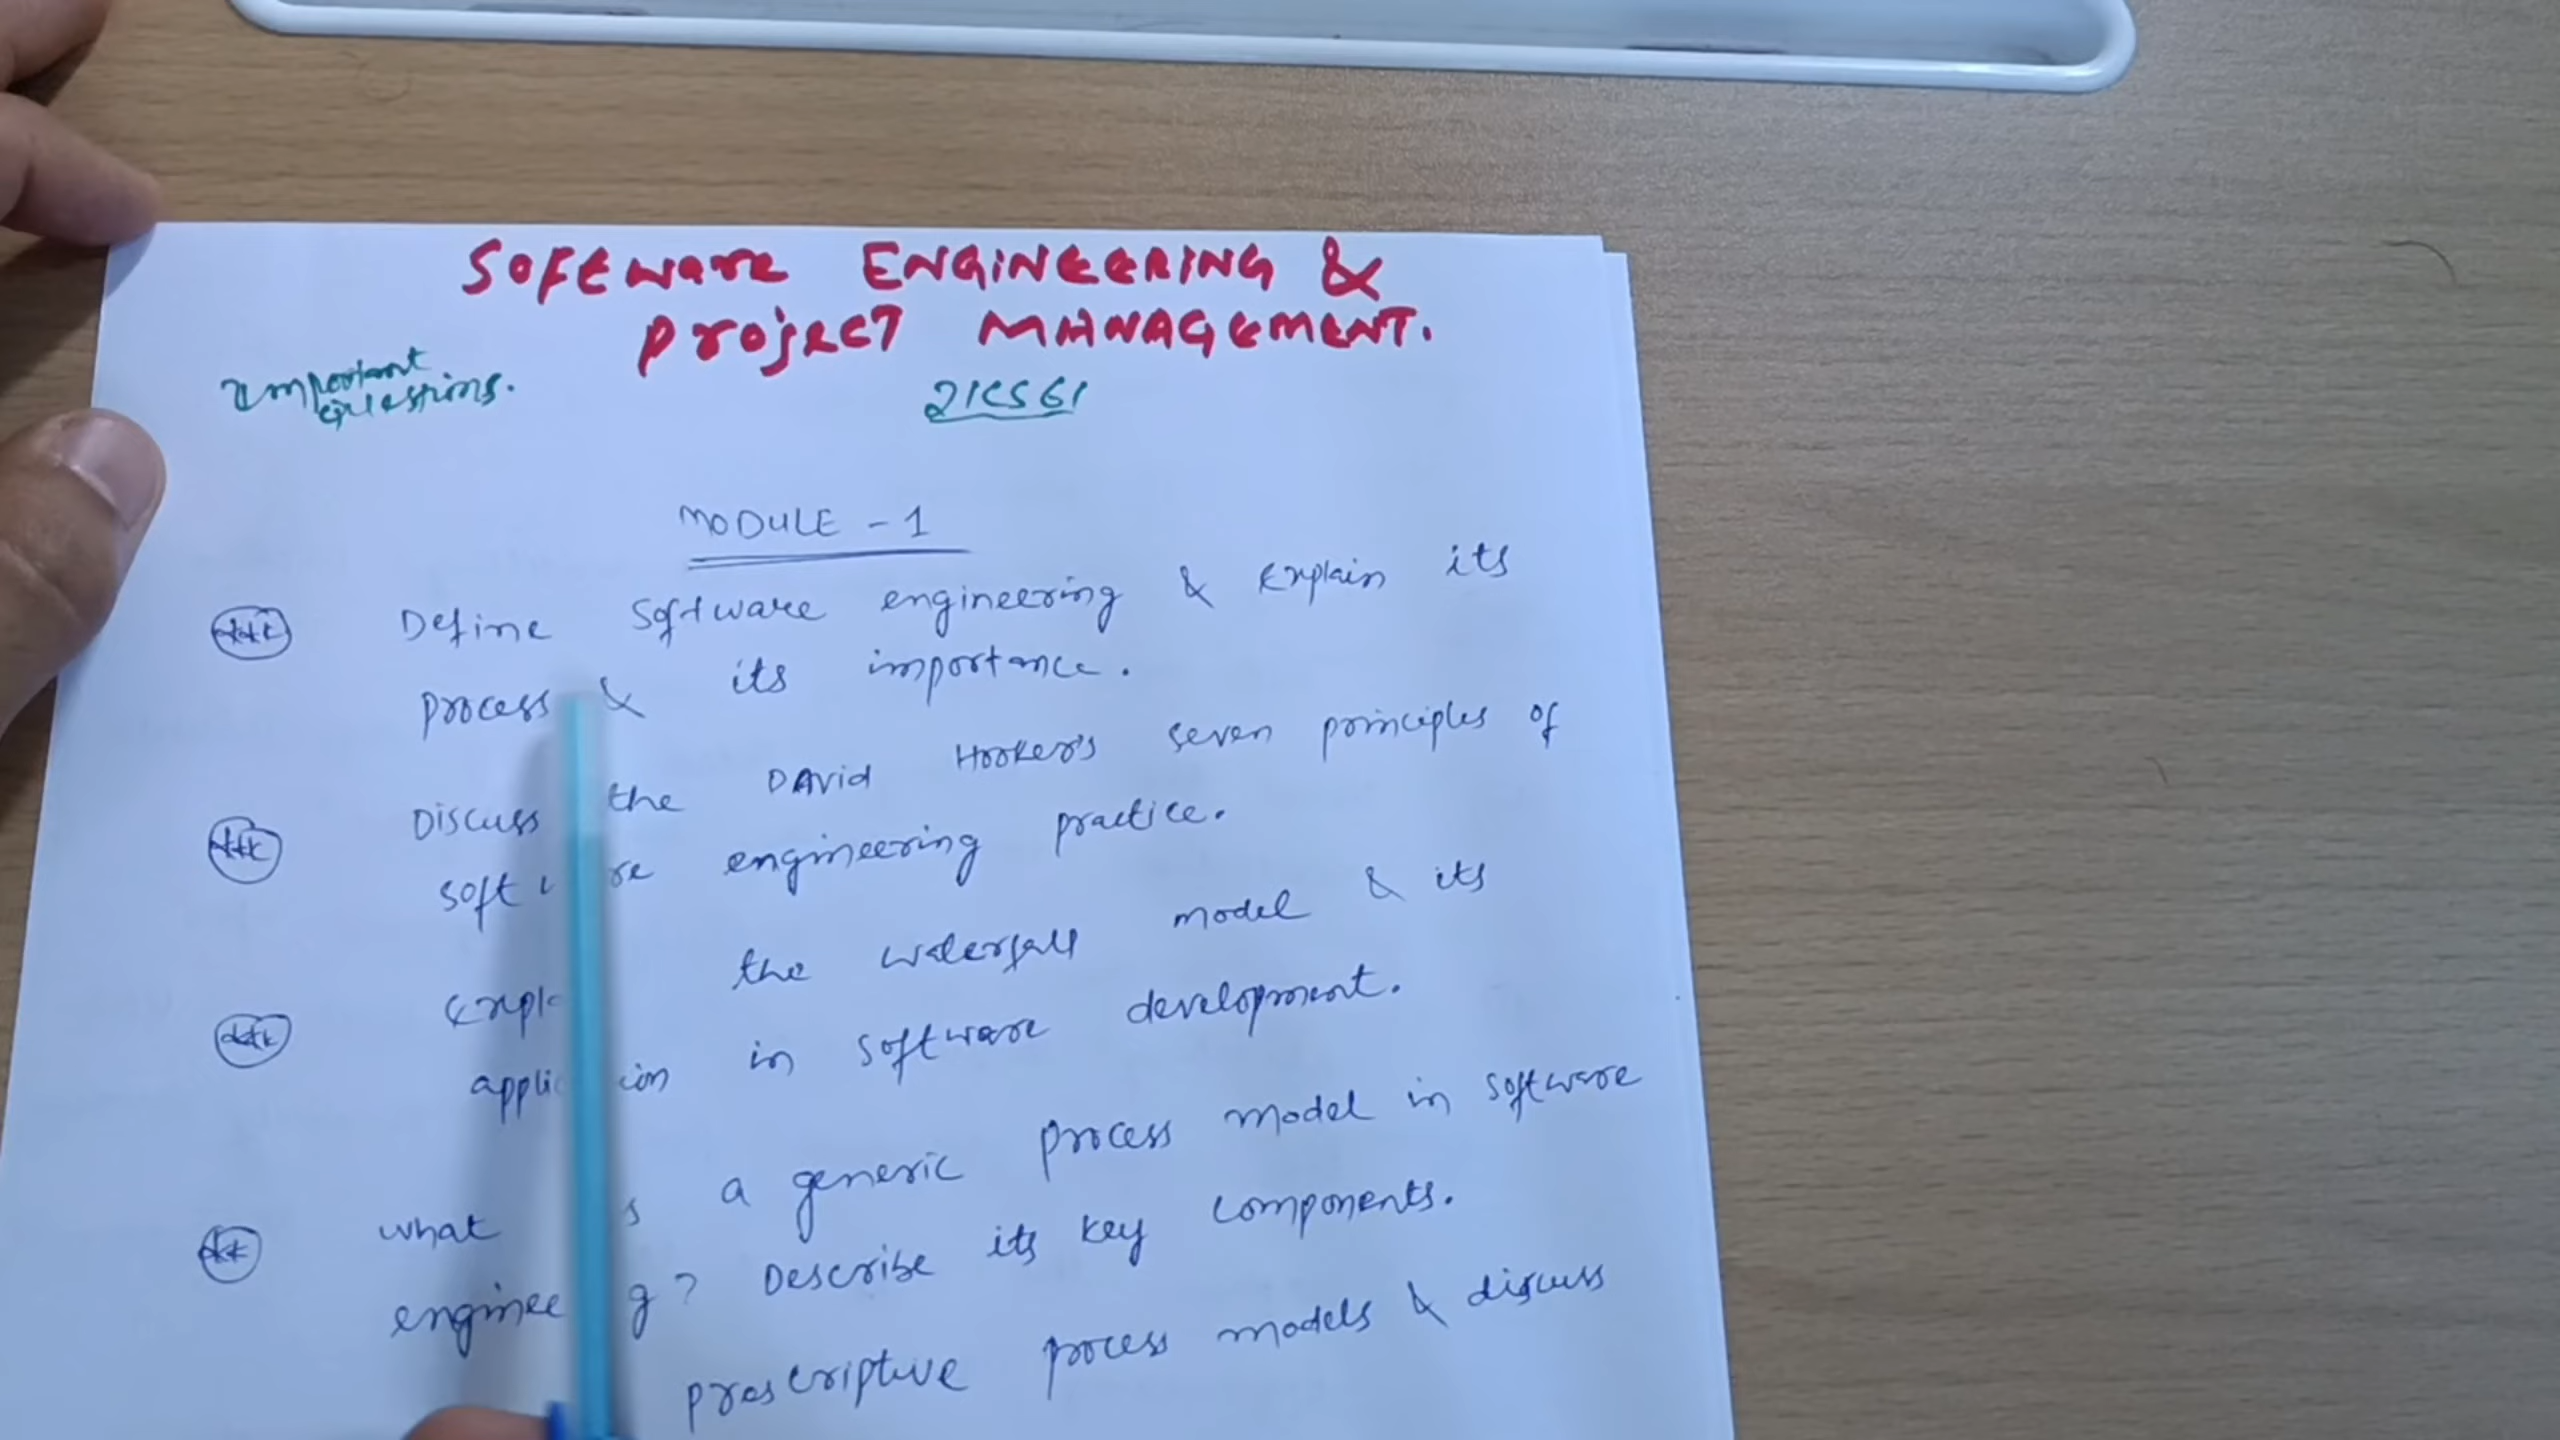 Software ENGINEERING &
PROJECT MANAGEMENT.
Important
questions.
21CS61
MODULE - 1
*** Define software engineering & Explain its
process & its importance.
*** Discuss the DAvid Hooker's seven principles of
engineering practice.
*** the waterfall model & its
in software development.
** what a generic process model in software
? Describe its key components.
prescriptive process models & discuss